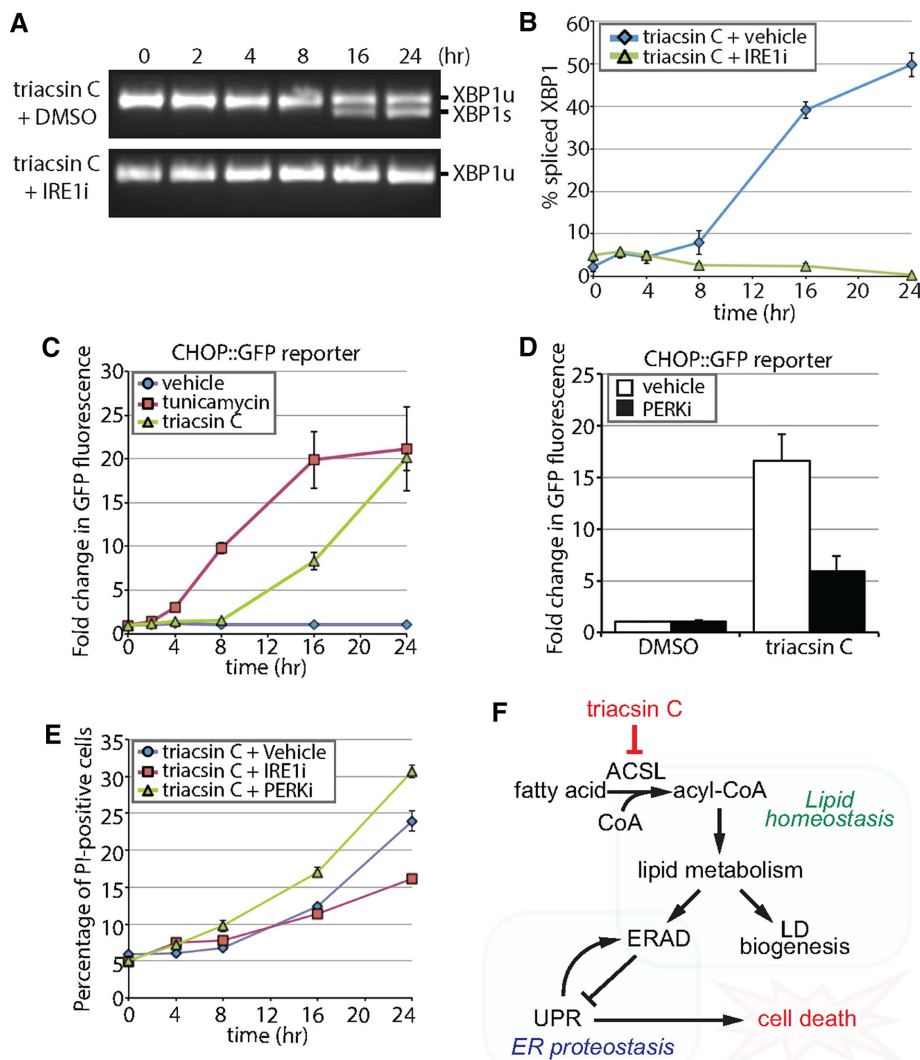 A
0 2 4 8 16 24 (hr)
triacsin C
+ DMSO
XBP1u
XBP1s
triacsin C
+ IRE1i
XBP1u
B
triacsin C + vehicle
triacsin C + IRE1i
% spliced XBP1
60
50
40
30
20
10
0
0 4 8 12 16 20 24
time (hr)
C
CHOP::GFP reporter
vehicle
tunicamycin
triacsin C
Fold change in GFP fluorescence
30
25
20
15
10
5
0
0 4 8 12 16 20 24
time (hr)
D
CHOP::GFP reporter
vehicle
PERKi
Fold change in GFP fluorescence
25
20
15
10
5
0
DMSO triacsin C
E
triacsin C + Vehicle
triacsin C + IRE1i
triacsin C + PERKi
Percentage of PI-positive cells
35
30
25
20
15
10
5
0
0 4 8 12 16 20 24
time (hr)
F
triacsin C
ACSL
fatty acid acyl-CoA
CoA
Lipid
homeostasis
lipid metabolism
ERAD
LD
biogenesis
UPR
cell death
ER proteostasis